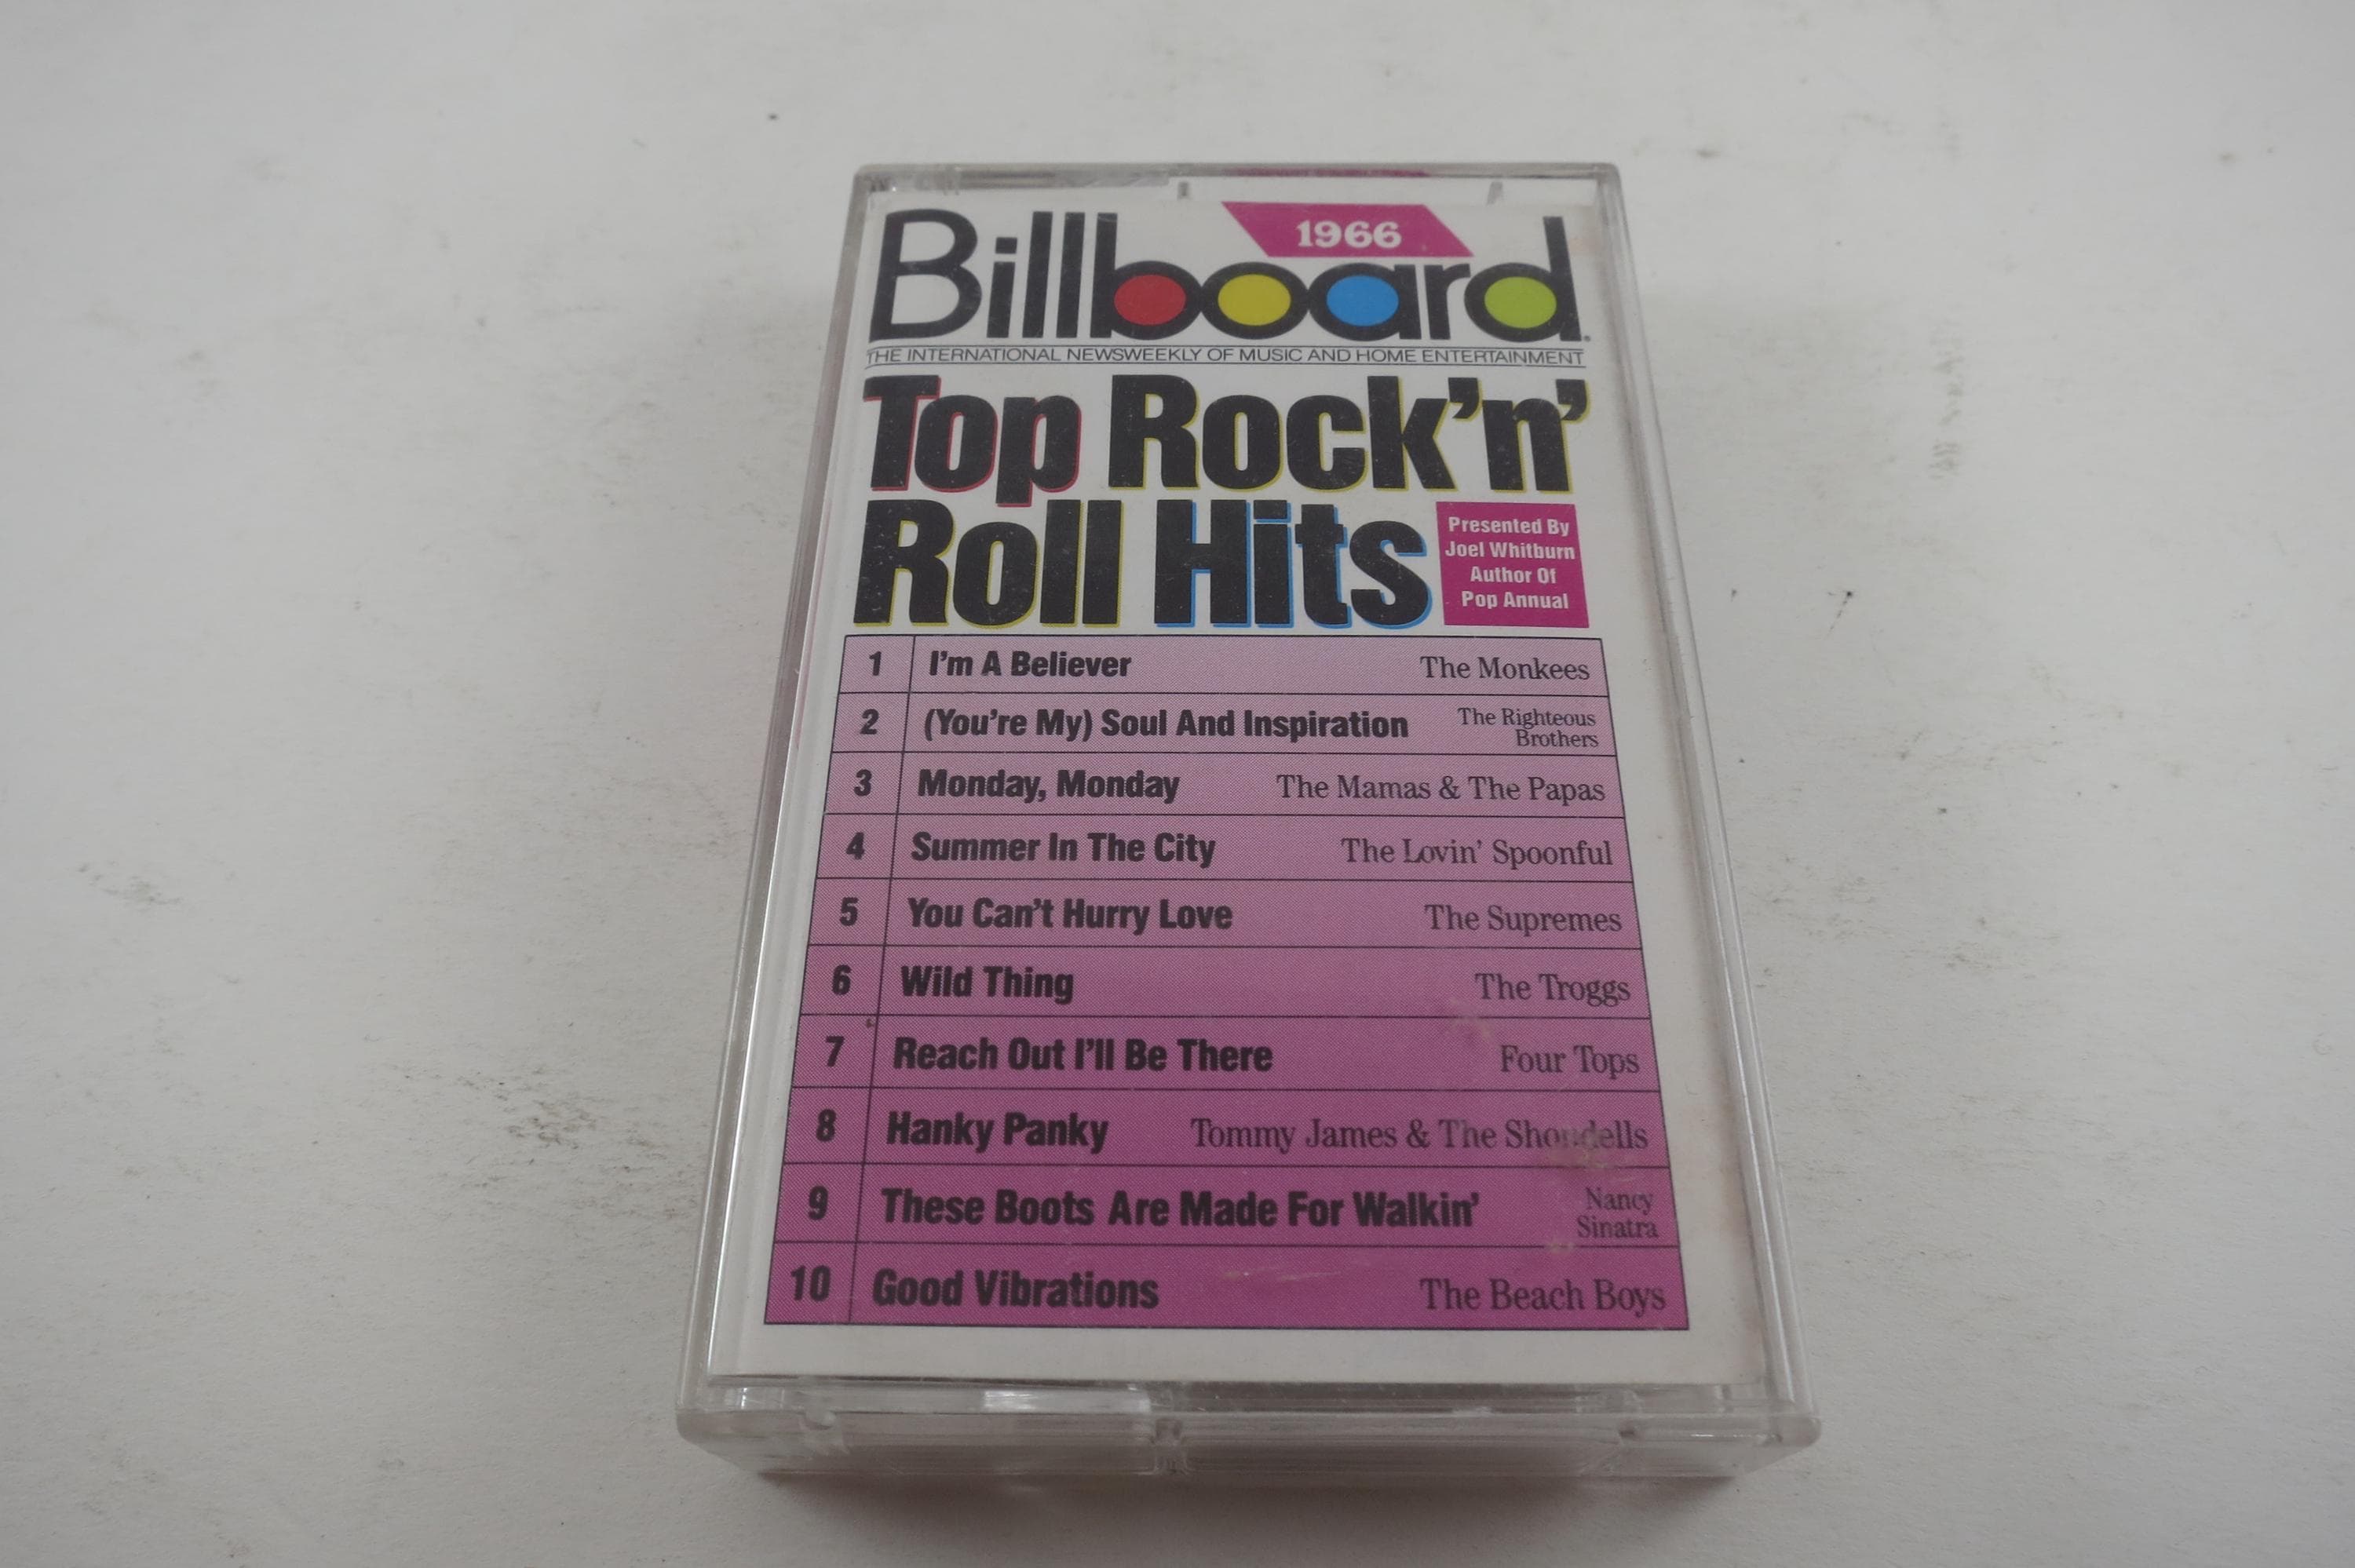 1966
Billboard
THE INTERNATIONAL NEWSWEEKLY OF MUSIC AND HOME ENTERTAINMENT
Top Rock'n'
Roll Hits
Presented By
Joel Whitburn
Author Of
Pop Annual
1 I'm A Believer The Monkees
2 (You're My) Soul And Inspiration The Righteous
Brothers
3 Monday, Monday The Mamas & The Papas
4 Summer In The City The Lovin' Spoonful
5 You Can't Hurry Love The Supremes
6 Wild Thing The Troggs
7 Reach Out I'll Be There Four Tops
8 Hanky Panky Tommy James & The Shondells
9 These Boots Are Made For Walkin' Nancy
Sinatra
10 Good Vibrations The Beach Boys